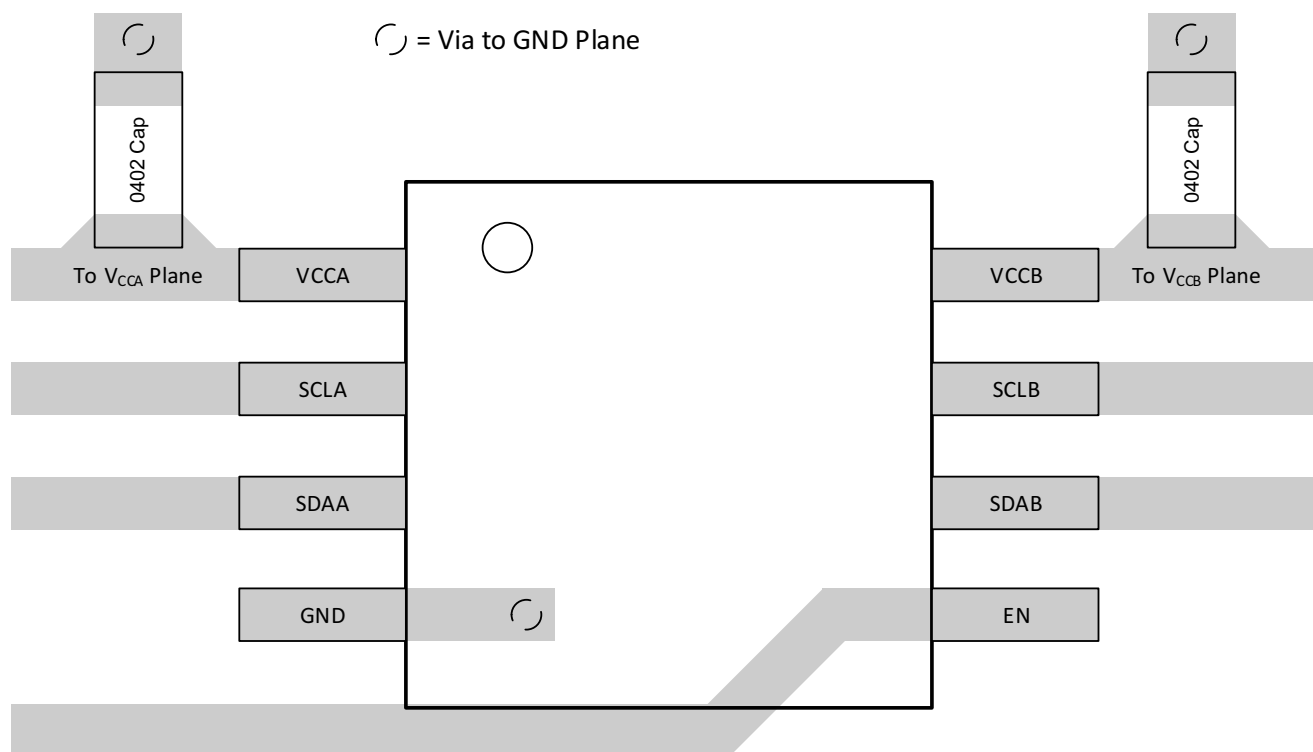 = Via to GND Plane
0402 Cap
0402 Cap
To VCCA Plane
VCCA
VCCB
To VCCB Plane
SCLA
SCLB
SDAA
SDAB
GND
EN